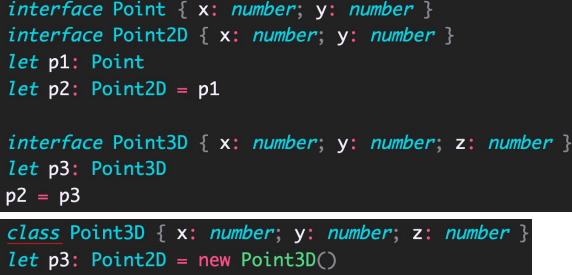 interface Point { x: number; y: number }
interface Point2D { x: number; y: number }
let p1: Point
let p2: Point2D = p1
interface Point3D { x: number; y: number; z: number }
let p3: Point3D
p2 = p3
class Point3D { x: number; y: number; z: number }
let p3: Point2D = new Point3D()